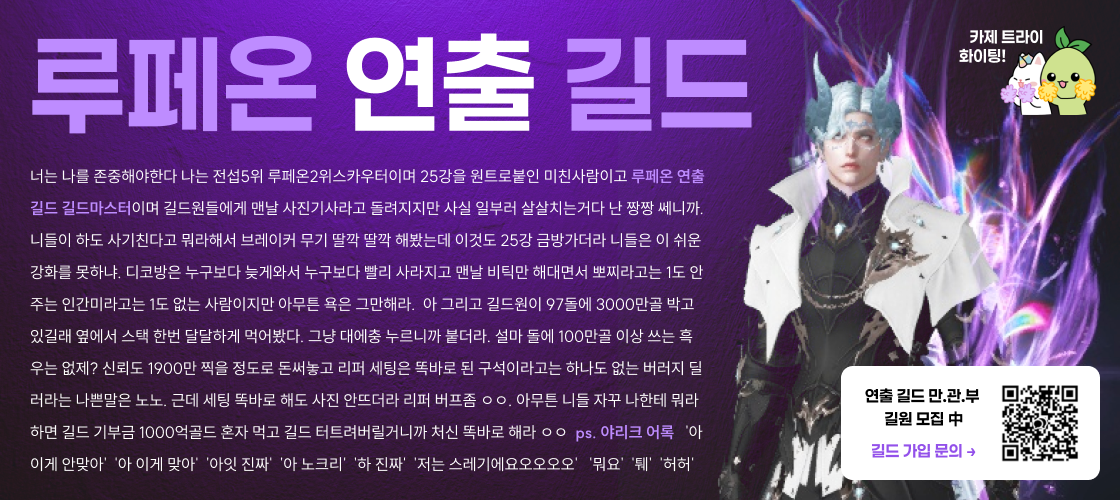 루페온 연출 길드
카제 트라이
화이팅!
너는 나를 존중해야한다 나는 전섭5위 루페온2위스카우터이며 25강을 원트로붙인 미친사람이고 루페온 연출
길드 길드마스터이며 길드원들에게 맨날 사진기사라고 돌려지지만 사실 일부러 살살치는거다 난 짱짱 쎄니까.
니들이 하도 사기친다고 뭐라해서 브레이커 무기 딸깍 딸깍 해봤는데 이것도 25강 금방가더라 니들은 이 쉬운
강화를 못하냐. 디코방은 누구보다 늦게와서 누구보다 빨리 사라지고 맨날 비틱만 해대면서 뽀찌라고는 1도 안
주는 인간미라고는 1도 없는 사람이지만 아무튼 욕은 그만해라. 아 그리고 길드원이 97돌에 3000만골 박고
있길래 옆에서 스택 한번 달달하게 먹어봤다. 그냥 대에충 누르니까 붙더라. 설마 돌에 100만골 이상 쓰는 흑
우는 없제? 신뢰도 1900만 찍을 정도로 돈써놓고 리퍼 세팅은 똑바로 된 구석이라고는 하나도 없는 버러지 딜
러라는 나쁜말은 노노. 근데 세팅 똑바로 해도 사진 안뜨더라 리퍼 버프좀 ㅇㅇ. 아무튼 니들 자꾸 나한테 뭐라
하면 길드 기부금 1000억골드 혼자 먹고 길드 터트려버릴거니까 처신 똑바로 해라 ㅇㅇ ps. 야리크 어록 '아
이게 안맞아' '아 이게 맞아' '아잇 진짜' '아 노크리' '하 진짜' '저는 스레기에요오오오오' '뭐요' '퉤' '허허'
연출 길드 만.관.부
길원 모집 中
길드 가입 문의 →